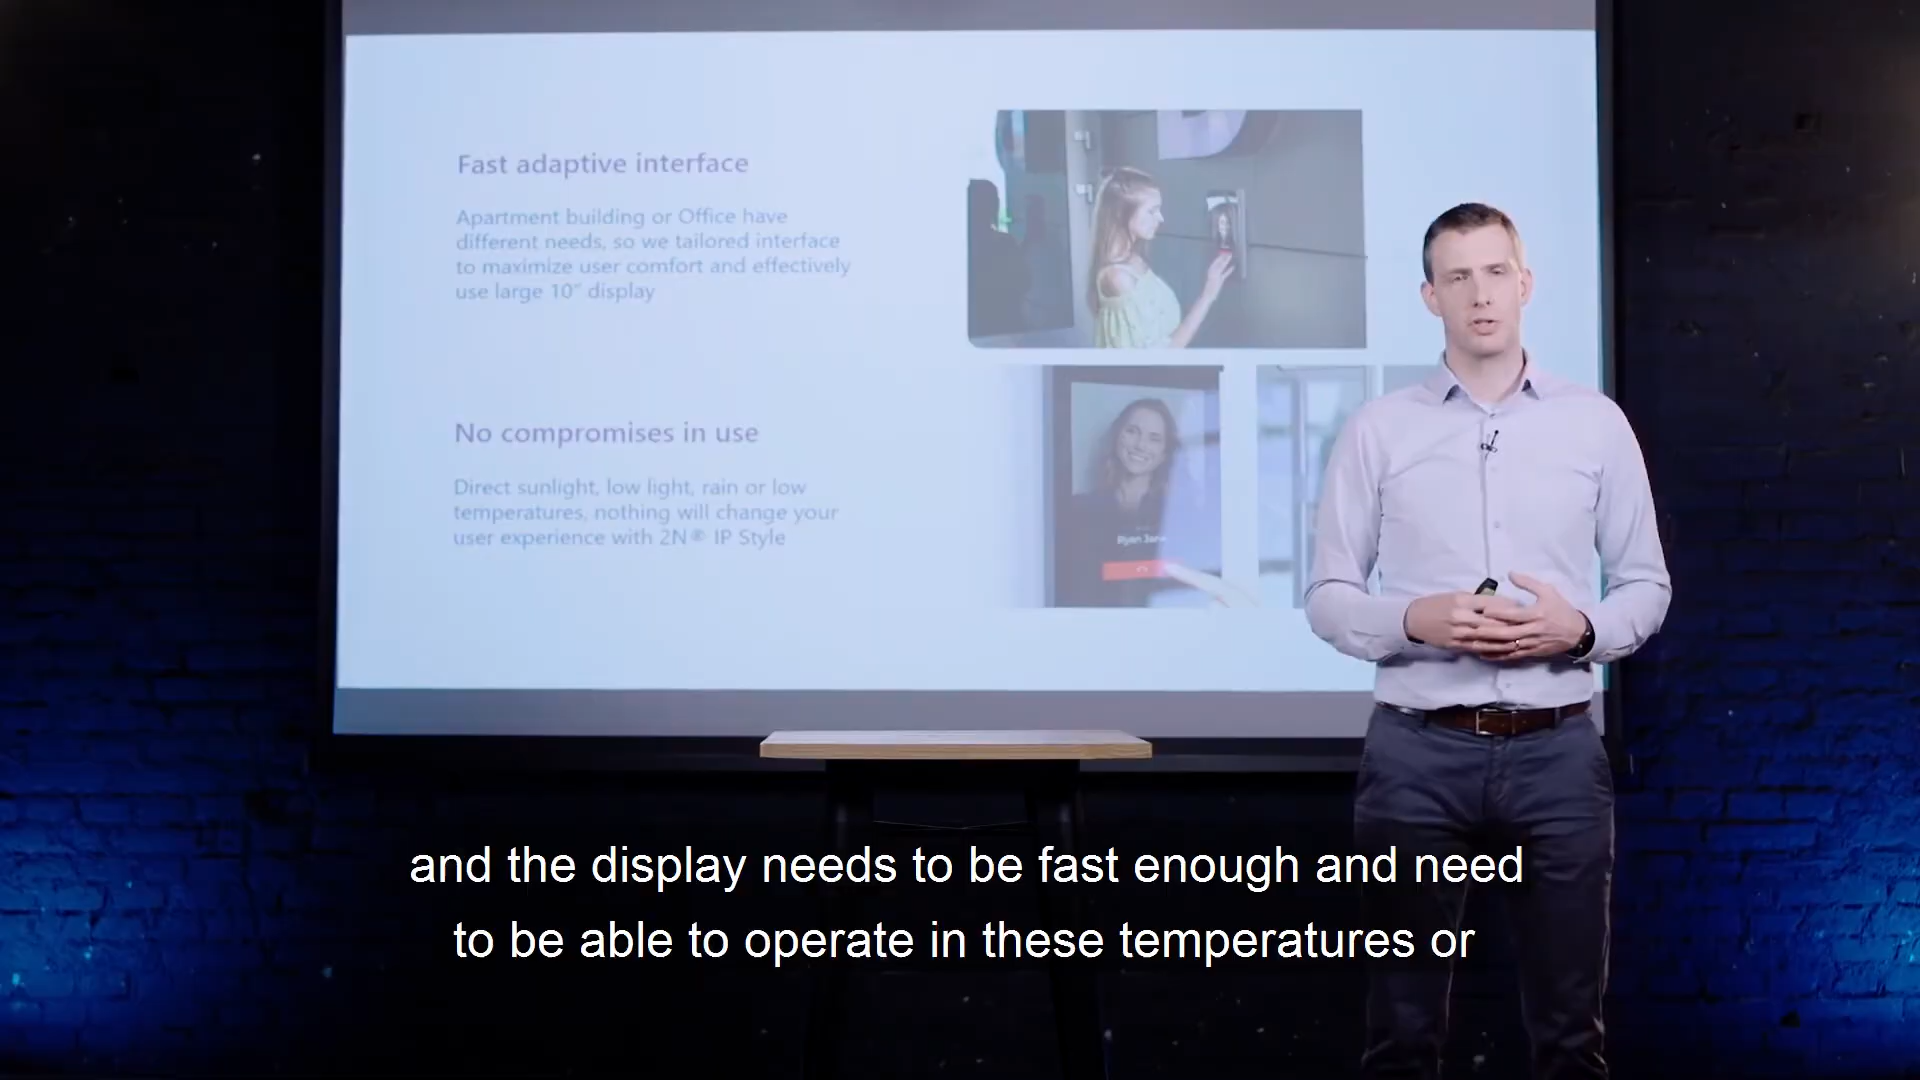 Fast adaptive interface
Apartment building or Office have
different needs, so we tailored interface
to maximize user comfort and effectively
use large 10" display
No compromises in use
Direct sunlight, low light, rain or low
temperatures, nothing will change your
user experience with 2N® IP Style
and the display needs to be fast enough and need
to be able to operate in these temperatures or